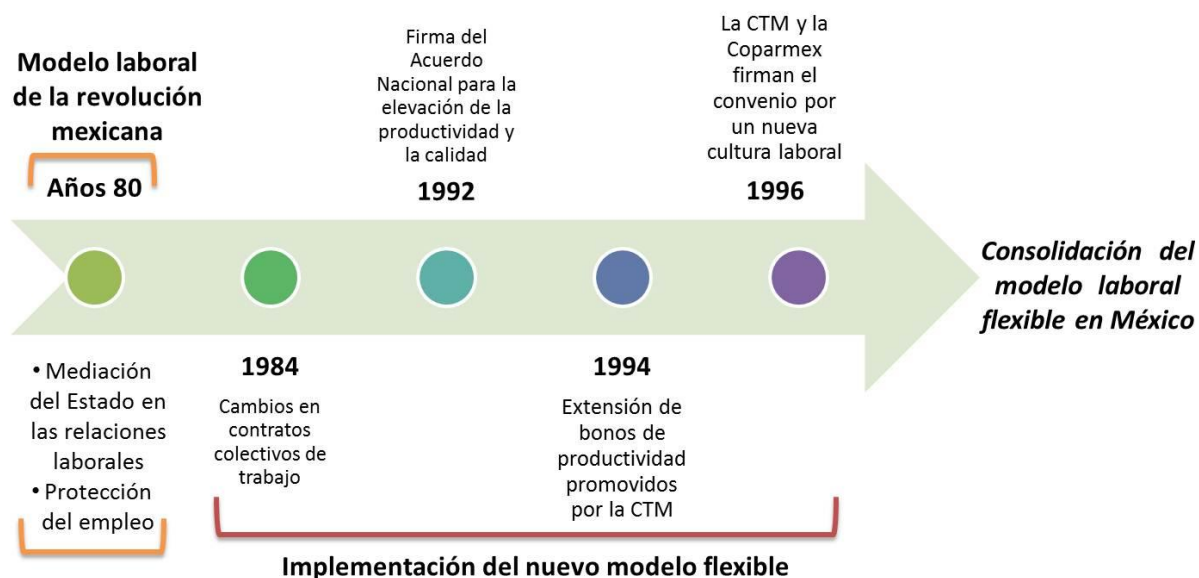 Modelo laboral
de la revolución
mexicana
Años 80
• Mediación
del Estado en
las relaciones
laborales
• Protección
del empleo
1984
Cambios en
contratos
colectivos de
trabajo
Firma del
Acuerdo
Nacional para la
elevación de la
productividad y
la calidad
1992
1994
Extensión de
bonos de
productividad
promovidos
por la CTM
La CTM y la
Coparmex
firman el
convenio por
un nueva
cultura laboral
1996
Implementación del nuevo modelo flexible
Consolidación del
modelo laboral
flexible en México